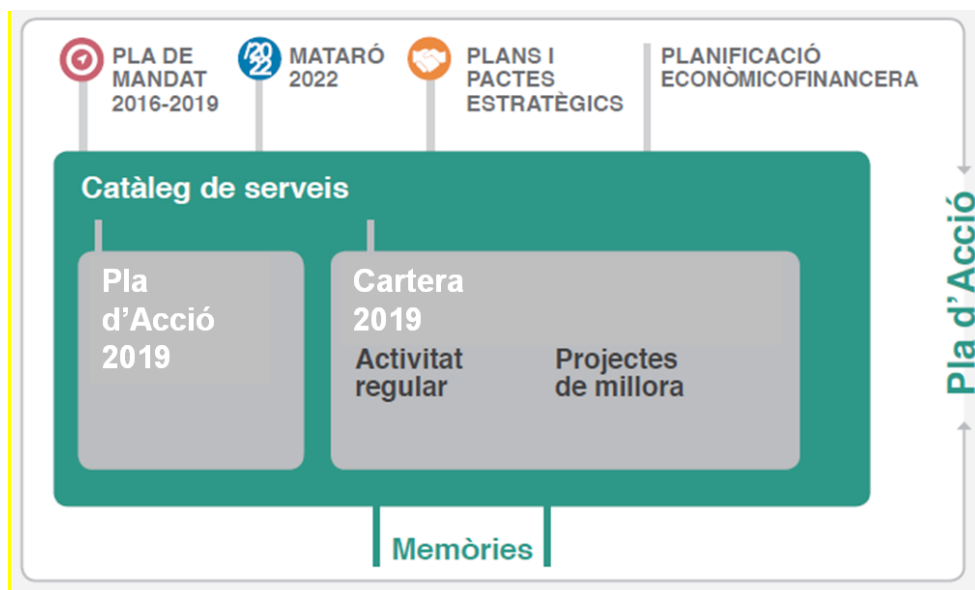 PLA DE
MANDAT
2016-2019
2022
MATARÓ
2022
PLANS I
PACTES
ESTRATÈGICS
PLANIFICACIÓ
ECONÒMICOFINANCERA
Catàleg de serveis
Pla
d’Acció
2019
Cartera
2019
Activitat
regular
Projectes
de millora
Memòries
Pla d’Acció